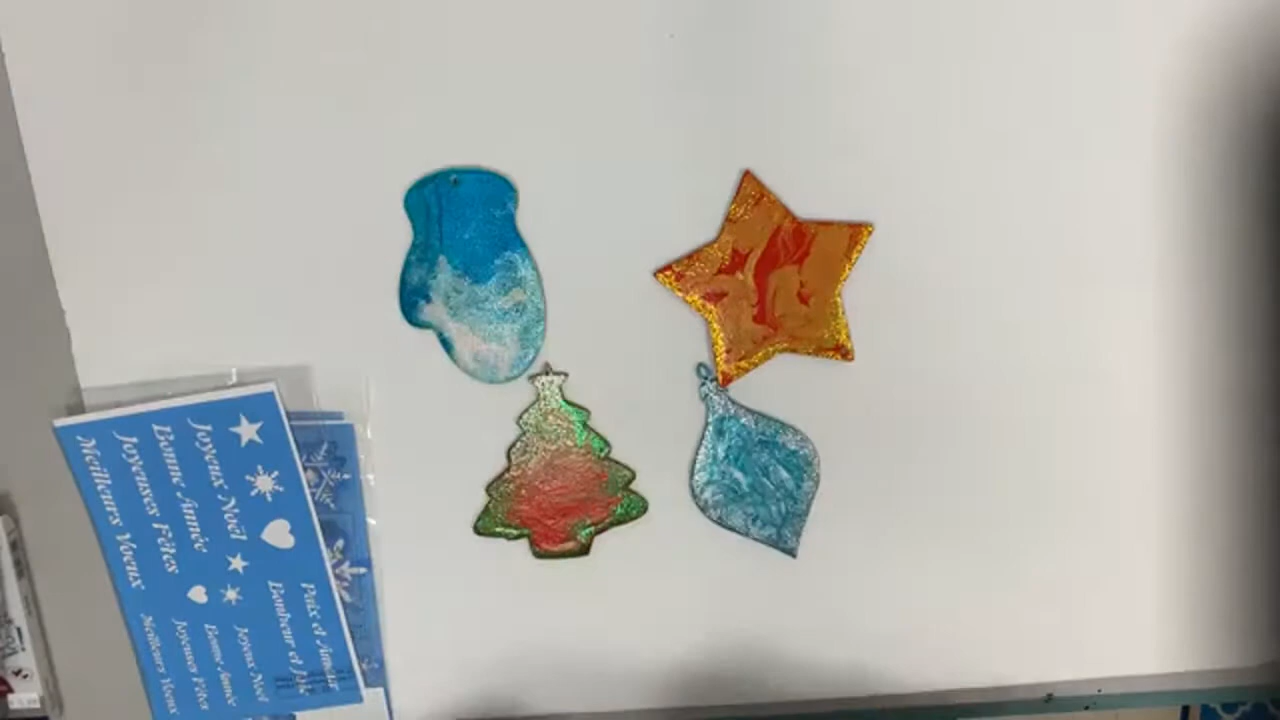 Joyeux Noël
Bonne Année
Joyeuses Fêtes
Meilleurs Voeux
Paix et Amour
Bonheur et
Joyeux Noël
Bonne Année
Joyeuses Fêtes
Meilleurs Voeux